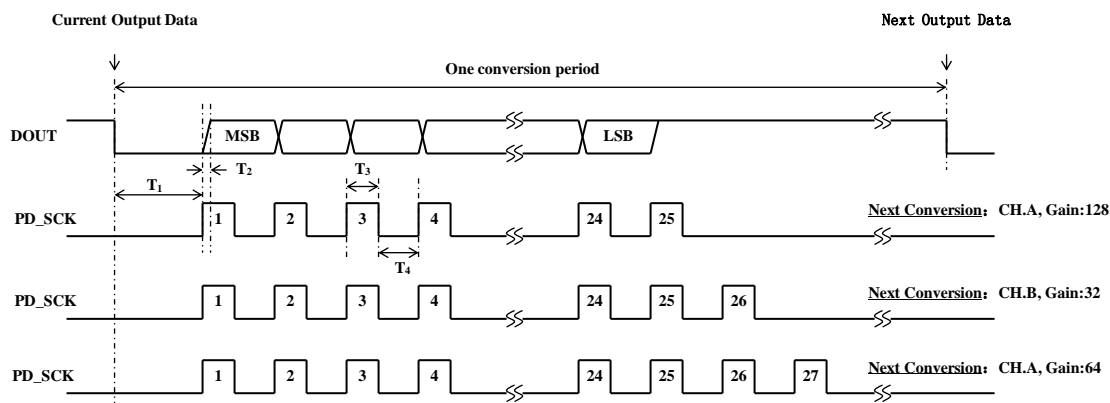 Current Output Data Next Output Data
One conversion period
DOUT MSB LSB
T2 T3
T1
PD_SCK 1 2 3 4 24 25 Next Conversion： CH.A, Gain:128
T4
PD_SCK 1 2 3 4 24 25 26 Next Conversion： CH.B, Gain:32
PD_SCK 1 2 3 4 24 25 26 27 Next Conversion： CH.A, Gain:64